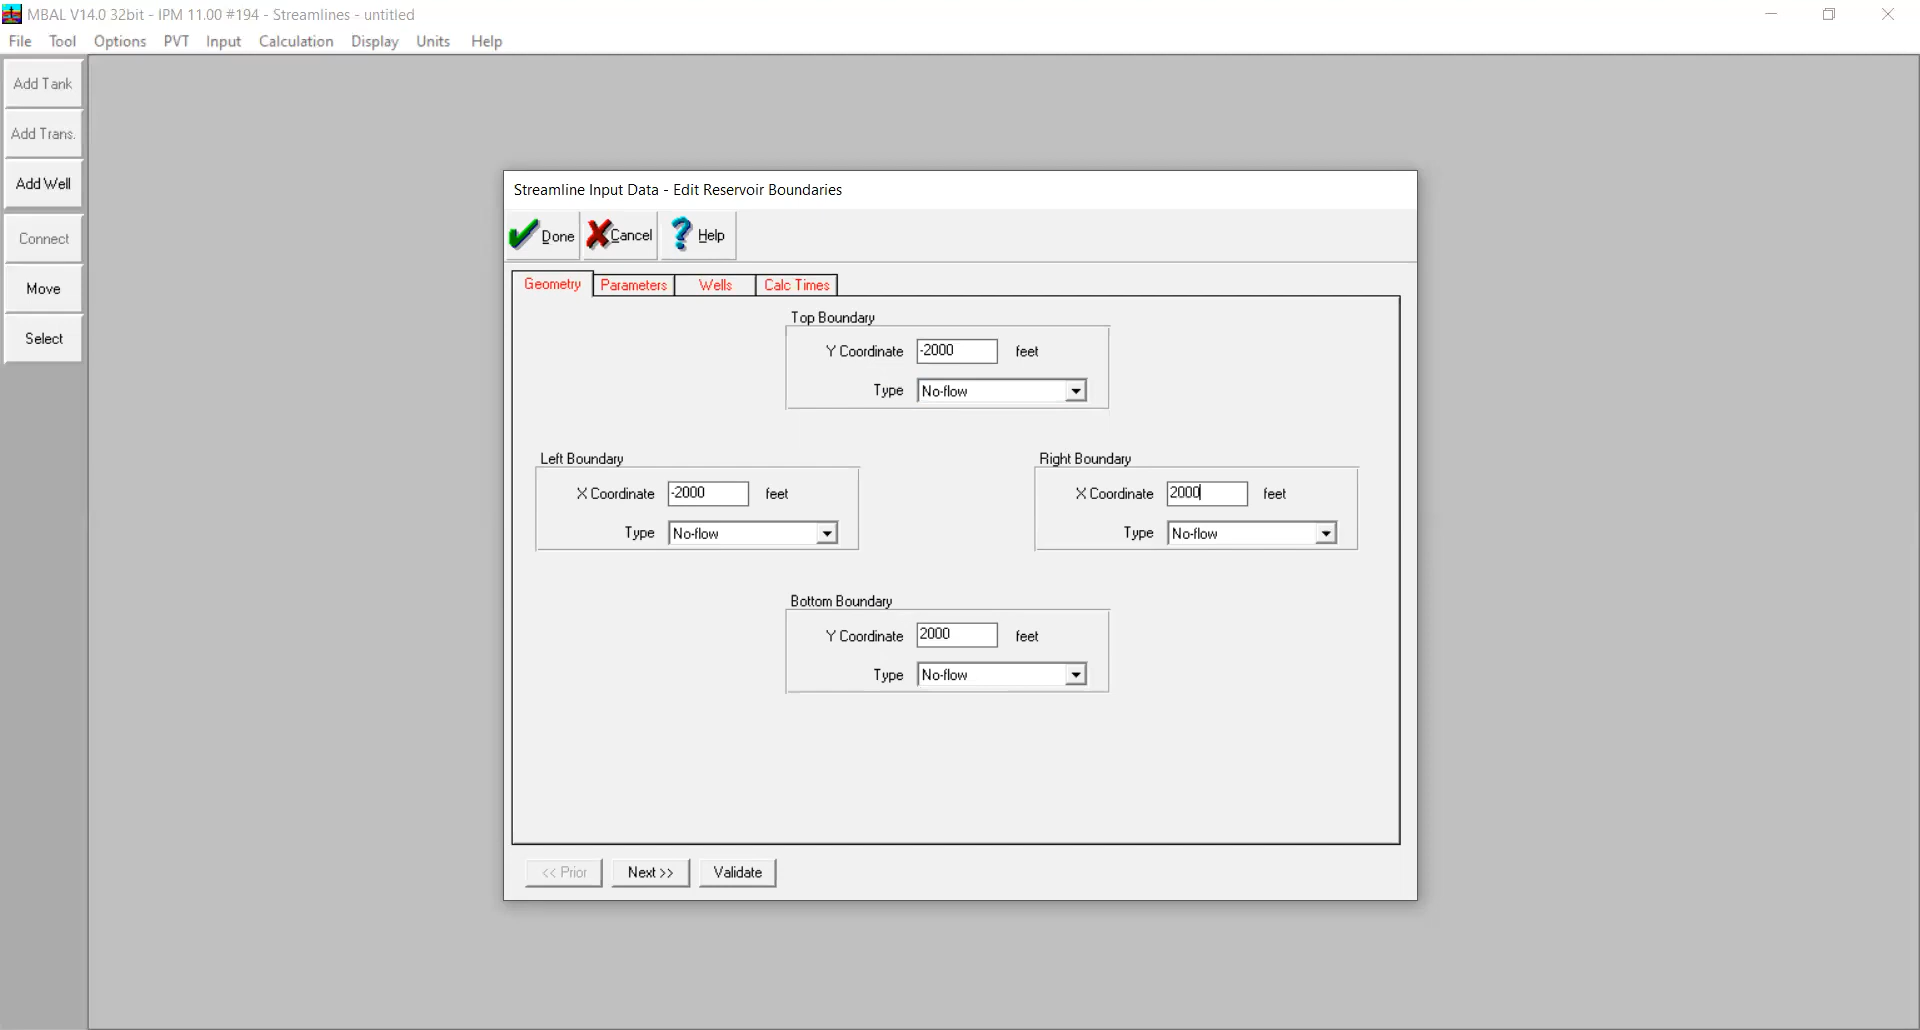 MBAL V14.0 32bit - IPM 11.00 #194 - Streamlines - untitled
File Tool Options PVT Input Calculation Display Units Help
Add Tank
Add Trans.
Add Well
Connect
Move
Select
Streamline Input Data - Edit Reservoir Boundaries
Done Cancel Help
Geometry Parameters Wells Calc Times
Top Boundary
Y Coordinate -2000 feet
Type No-flow
Left Boundary
X Coordinate -2000 feet
Type No-flow
Right Boundary
X Coordinate 2000 feet
Type No-flow
Bottom Boundary
Y Coordinate 2000 feet
Type No-flow
<< Prior Next >> Validate